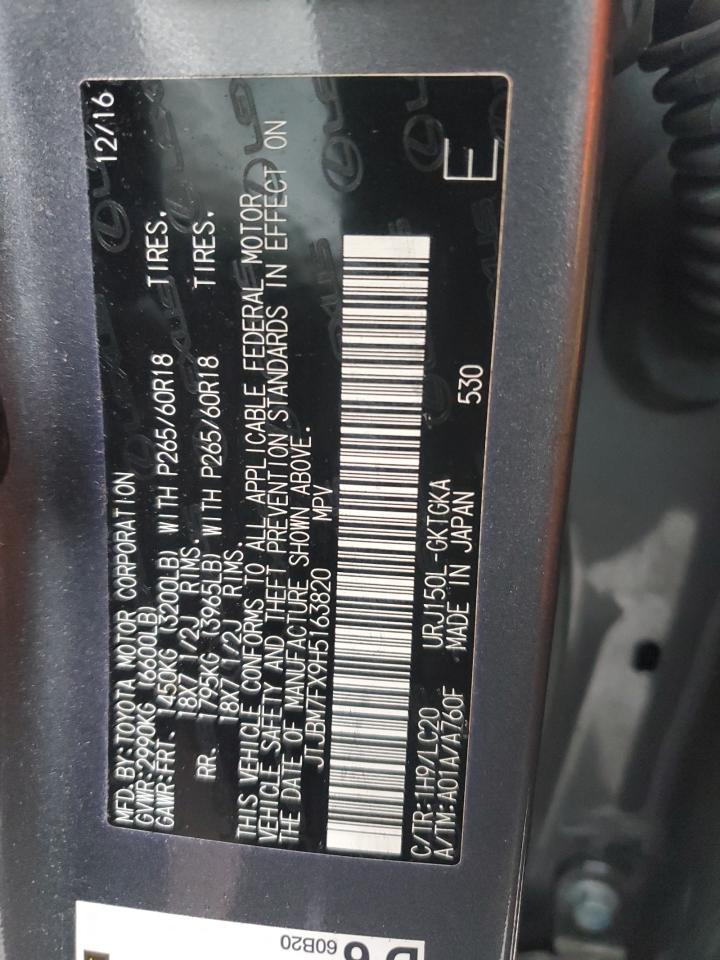 MFD. BY: TOYOTA MOTOR CORPORATION 12/16
GVWR: 2990KG (6600LB)
GAWR: FRT. 1450KG (3200LB) WITH P265/60R18 TIRES.
18X7 1/2J RIMS.
RR. 1795KG (3965LB) WITH P265/60R18 TIRES.
18X7 1/2J RIMS.
THIS VEHICLE CONFORMS TO ALL APPLICABLE FEDERAL MOTOR
VEHICLE SAFETY AND THEFT PREVENTION STANDARDS IN EFFECT ON
THE DATE OF MANUFACTURE SHOWN ABOVE.
JTJBM7FX9H5163820 MPV
C/TR: 1H9/LC20 URJ150L-GKTGKA
A/TM: A01A/A760F MADE IN JAPAN 530 E
60B20